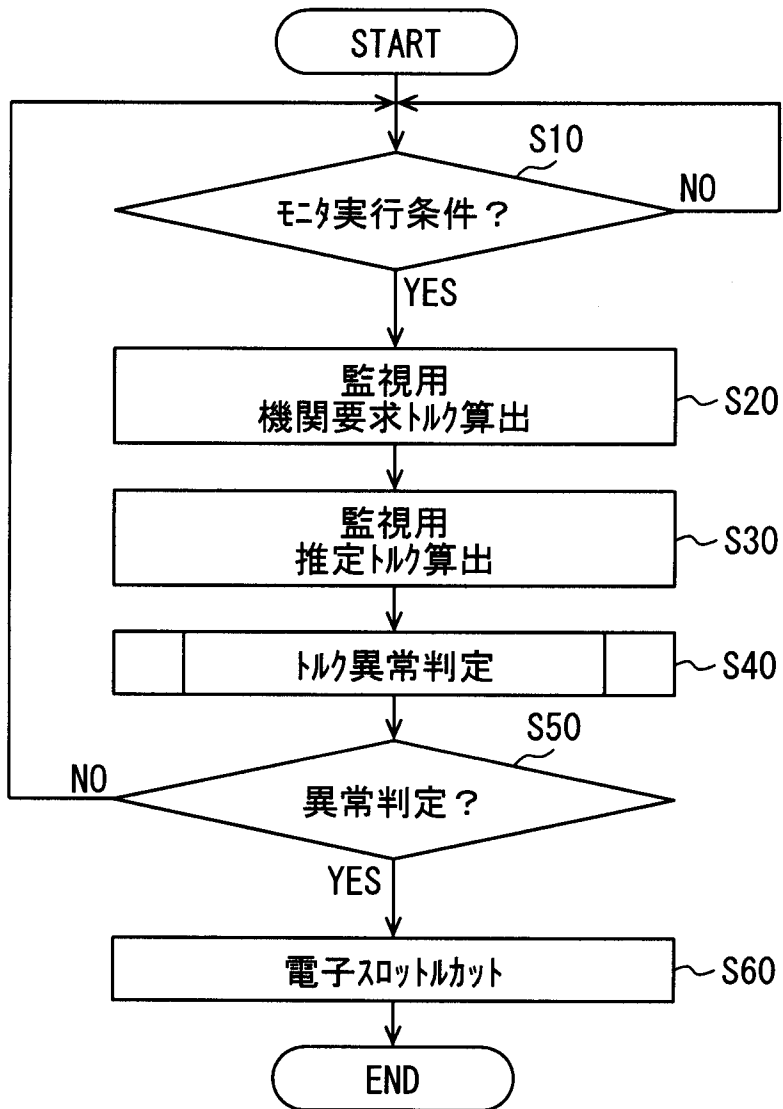 START
S10
ﾓﾆﾀ実行条件？
NO
YES
監視用
機関要求ﾄﾙｸ算出
S20
監視用
推定ﾄﾙｸ算出
S30
ﾄﾙｸ異常判定
S40
S50
NO
異常判定？
YES
電子ｽﾛｯﾄﾙｶｯﾄ
S60
END